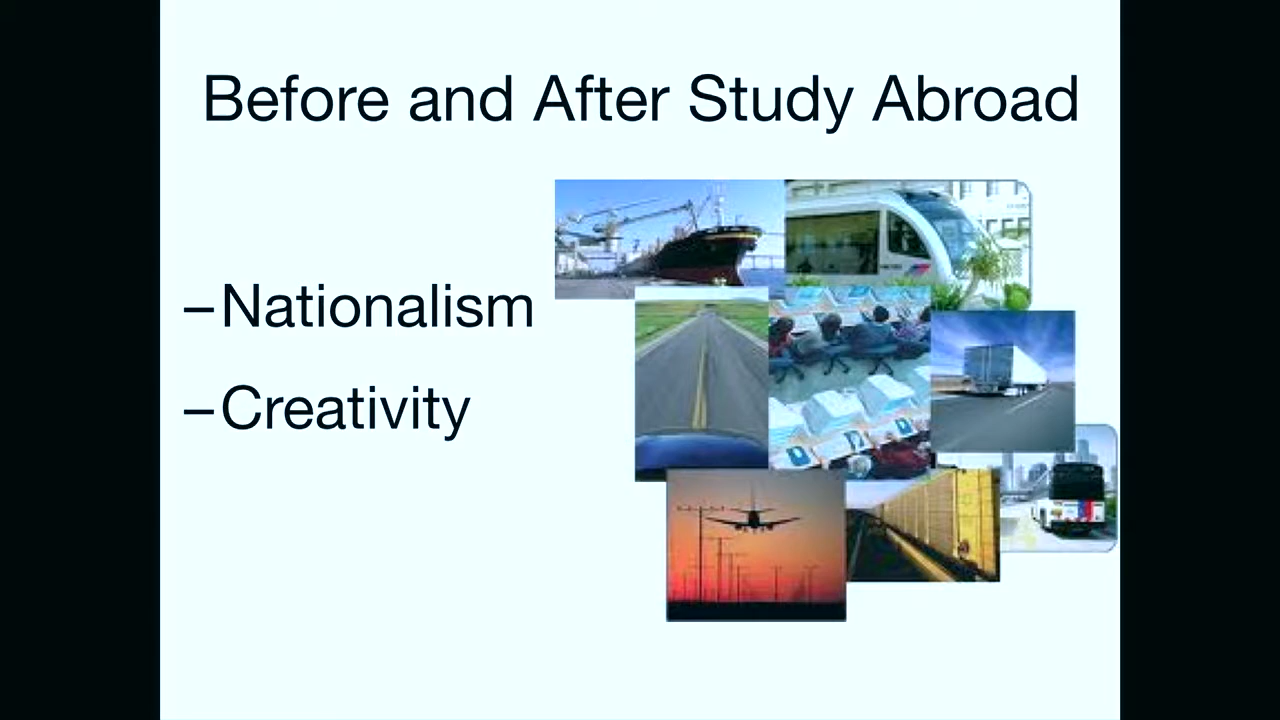 Before and After Study Abroad
–Nationalism
–Creativity